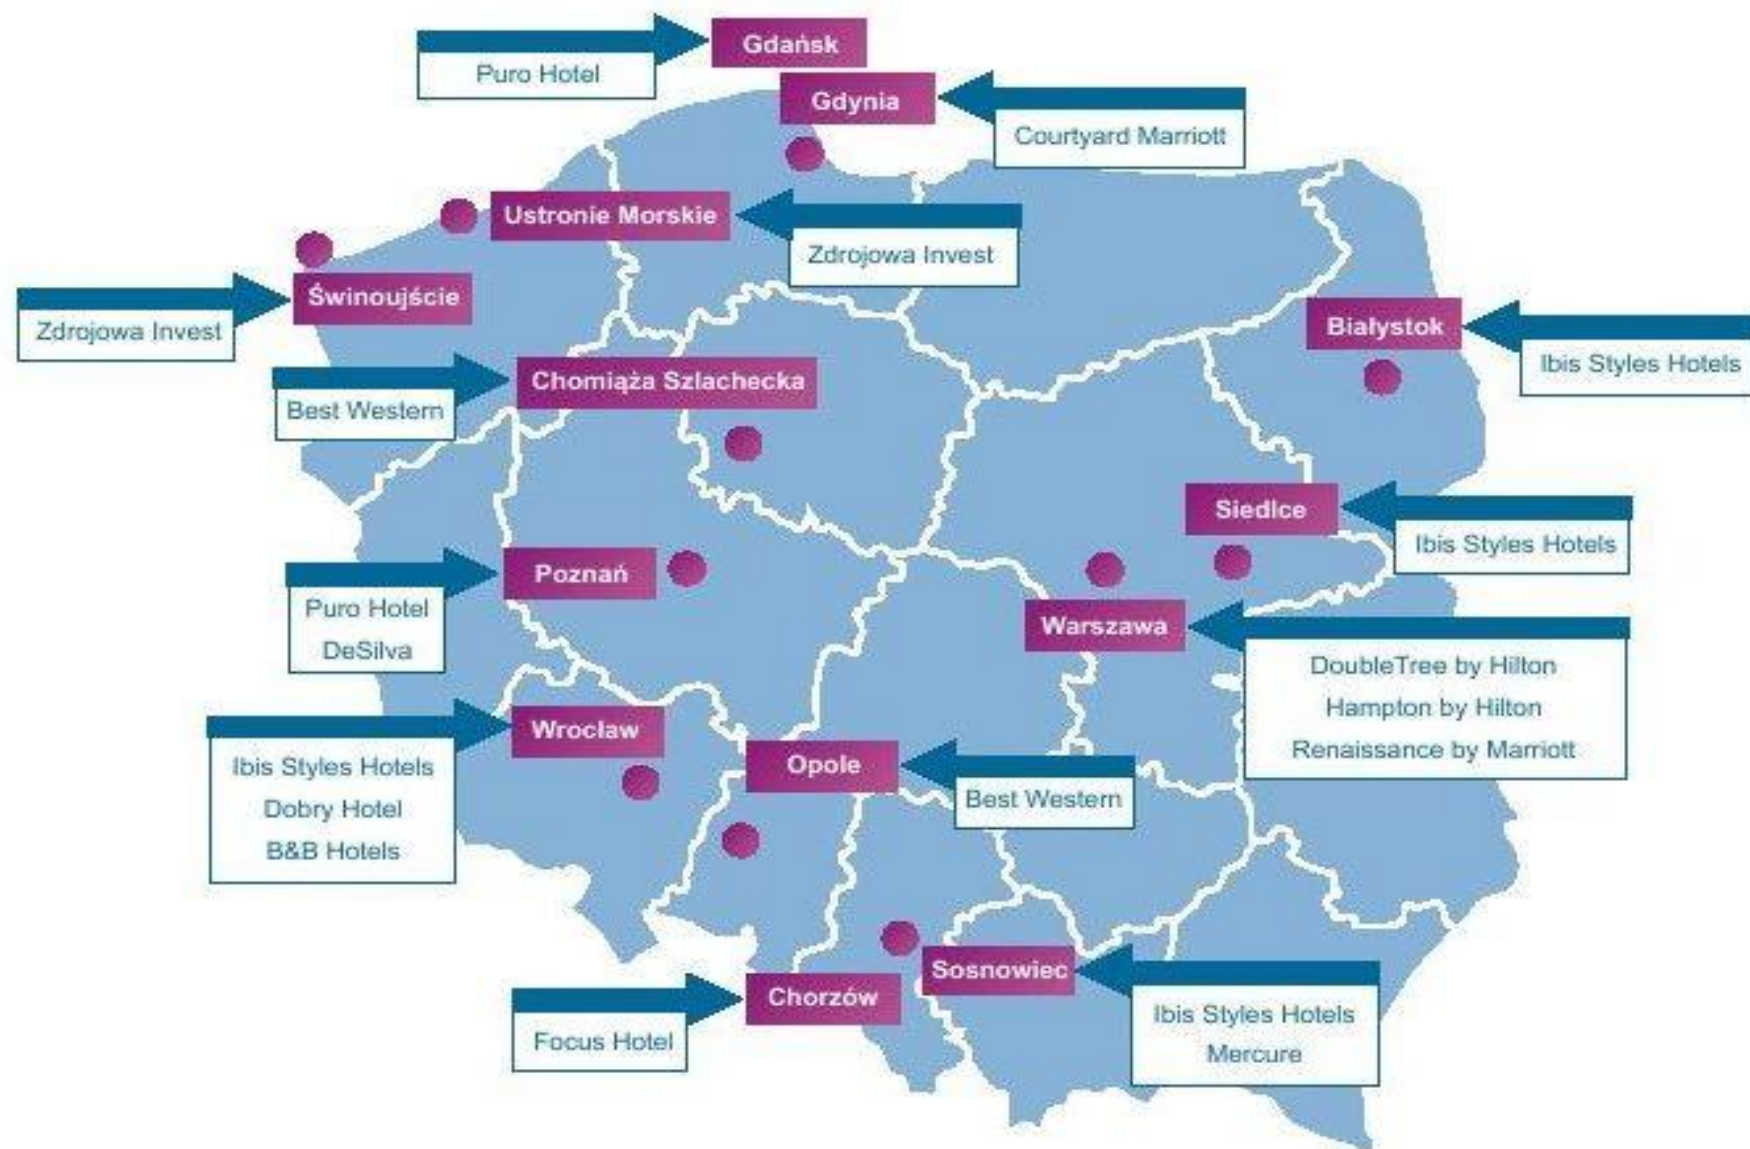 Gdańsk
Puro Hotel
Gdynia
Courtyard Marriott
Ustronie Morskie
Zdrojowa Invest
Świnoujście
Zdrojowa Invest
Białystok
Ibis Styles Hotels
Chomiąża Szlachecka
Best Western
Siedlce
Ibis Styles Hotels
Poznań
Puro Hotel
DeSilva
Warszawa
DoubleTree by Hilton
Hampton by Hilton
Renaissance by Marriott
Wrocław
Ibis Styles Hotels
Dobry Hotel
B&B Hotels
Opole
Best Western
Sosnowiec
Ibis Styles Hotels
Mercure
Chorzów
Focus Hotel